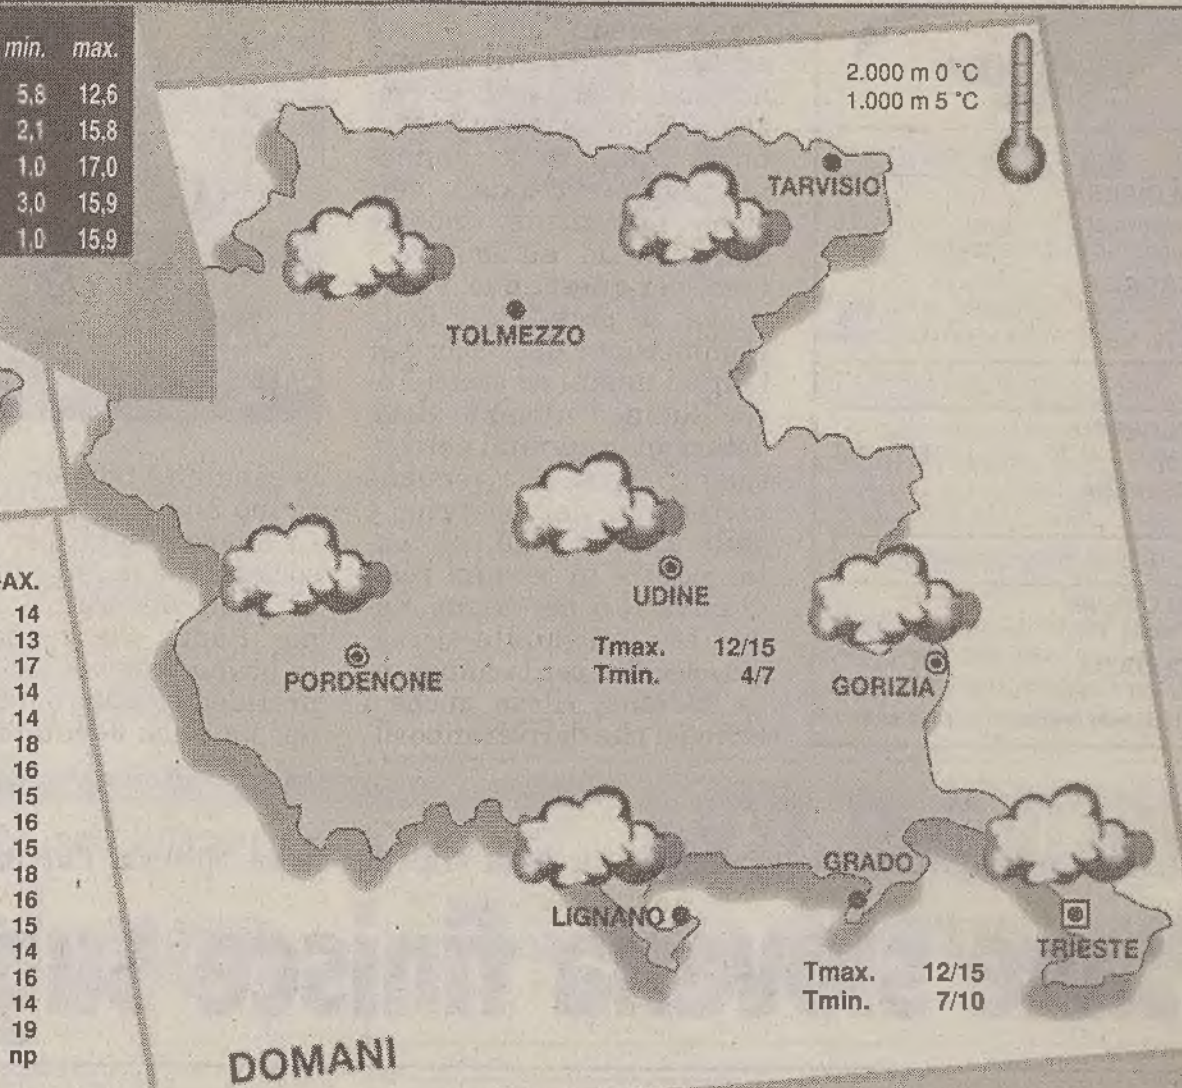 min. max.
5,8 12,6
2,1 15,8
1,0 17,0
3,0 15,9
1,0 15,9
2.000 m 0 °C
1.000 m 5 °C
TARVISIO
TOLMEZZO
UDINE
Tmax. 12/15
Tmin. 4/7
PORDENONE
GORIZIA
GRADO
LIGNANO
TRIESTE
Tmax. 12/15
Tmin. 7/10
DOMANI
AX.
14
13
17
14
14
18
16
15
16
15
18
16
15
14
16
14
19
np